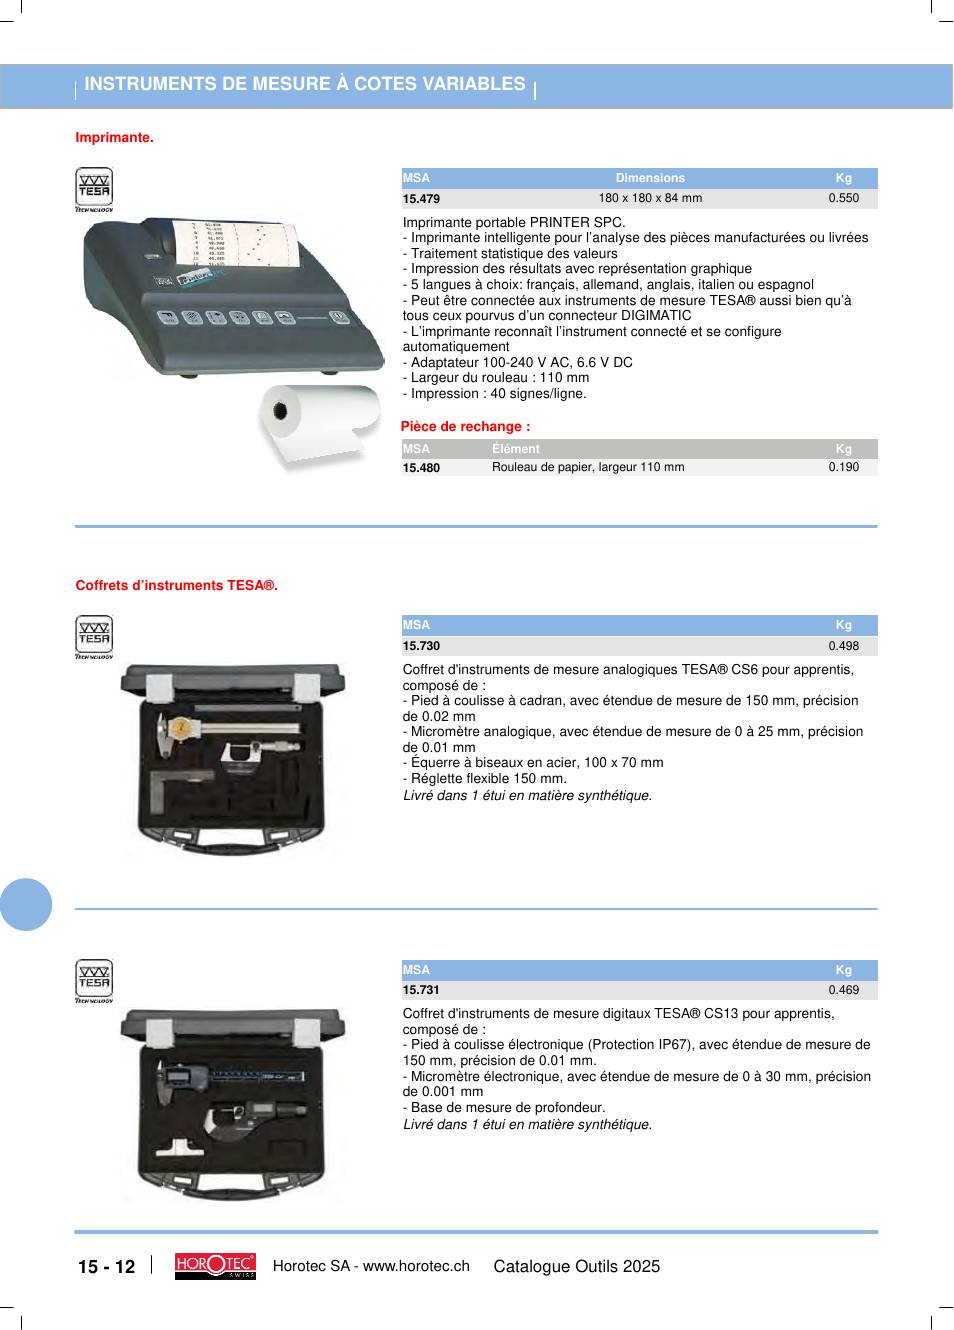 INSTRUMENTS DE MESURE À COTES VARIABLES
Imprimante.
TESA
TECHNOLOGY
MSA Dimensions Kg
15.479 180 x 180 x 84 mm 0.550
Imprimante portable PRINTER SPC.
- Imprimante intelligente pour l'analyse des pièces manufacturées ou livrées
- Traitement statistique des valeurs
- Impression des résultats avec représentation graphique
- 5 langues à choix: français, allemand, anglais, italien ou espagnol
- Peut être connectée aux instruments de mesure TESA® aussi bien qu'à
tous ceux pourvus d'un connecteur DIGIMATIC
- L'imprimante reconnaît l'instrument connecté et se configure
automatiquement
- Adaptateur 100-240 V AC, 6.6 V DC
- Largeur du rouleau : 110 mm
- Impression : 40 signes/ligne.
Pièce de rechange :
MSA Élément Kg
15.480 Rouleau de papier, largeur 110 mm 0.190
Coffrets d'instruments TESA®.
TESA
TECHNOLOGY
MSA Kg
15.730 0.498
Coffret d'instruments de mesure analogiques TESA® CS6 pour apprentis,
composé de :
- Pied à coulisse à cadran, avec étendue de mesure de 150 mm, précision
de 0.02 mm
- Micromètre analogique, avec étendue de mesure de 0 à 25 mm, précision
de 0.01 mm
- Équerre à biseaux en acier, 100 x 70 mm
- Réglette flexible 150 mm.
Livré dans 1 étui en matière synthétique.
TESA
TECHNOLOGY
MSA Kg
15.731 0.469
Coffret d'instruments de mesure digitaux TESA® CS13 pour apprentis,
composé de :
- Pied à coulisse électronique (Protection IP67), avec étendue de mesure de
150 mm, précision de 0.01 mm.
- Micromètre électronique, avec étendue de mesure de 0 à 30 mm, précision
de 0.001 mm
- Base de mesure de profondeur.
Livré dans 1 étui en matière synthétique.
15 - 12 HOROTEC® SWISS Horotec SA - www.horotec.ch Catalogue Outils 2025